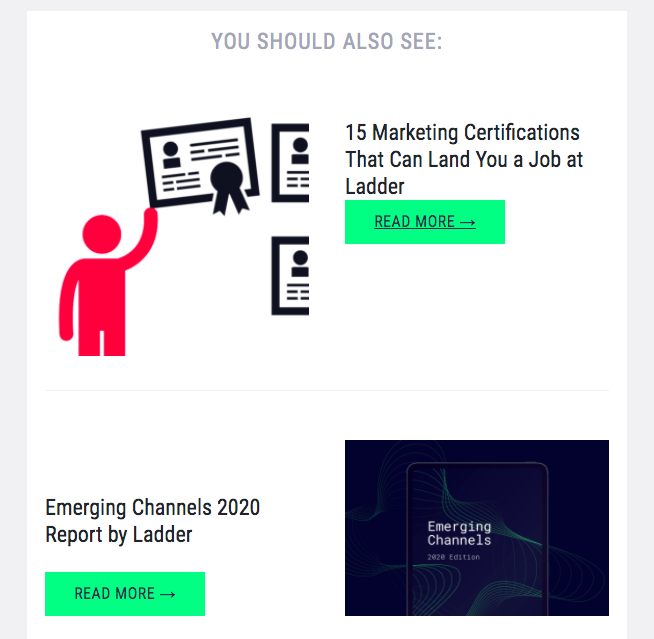 YOU SHOULD ALSO SEE:
15 Marketing Certifications
That Can Land You a Job at
Ladder
READ MORE →
Emerging Channels 2020
Report by Ladder
READ MORE →
Emerging
Channels
2020 Edition